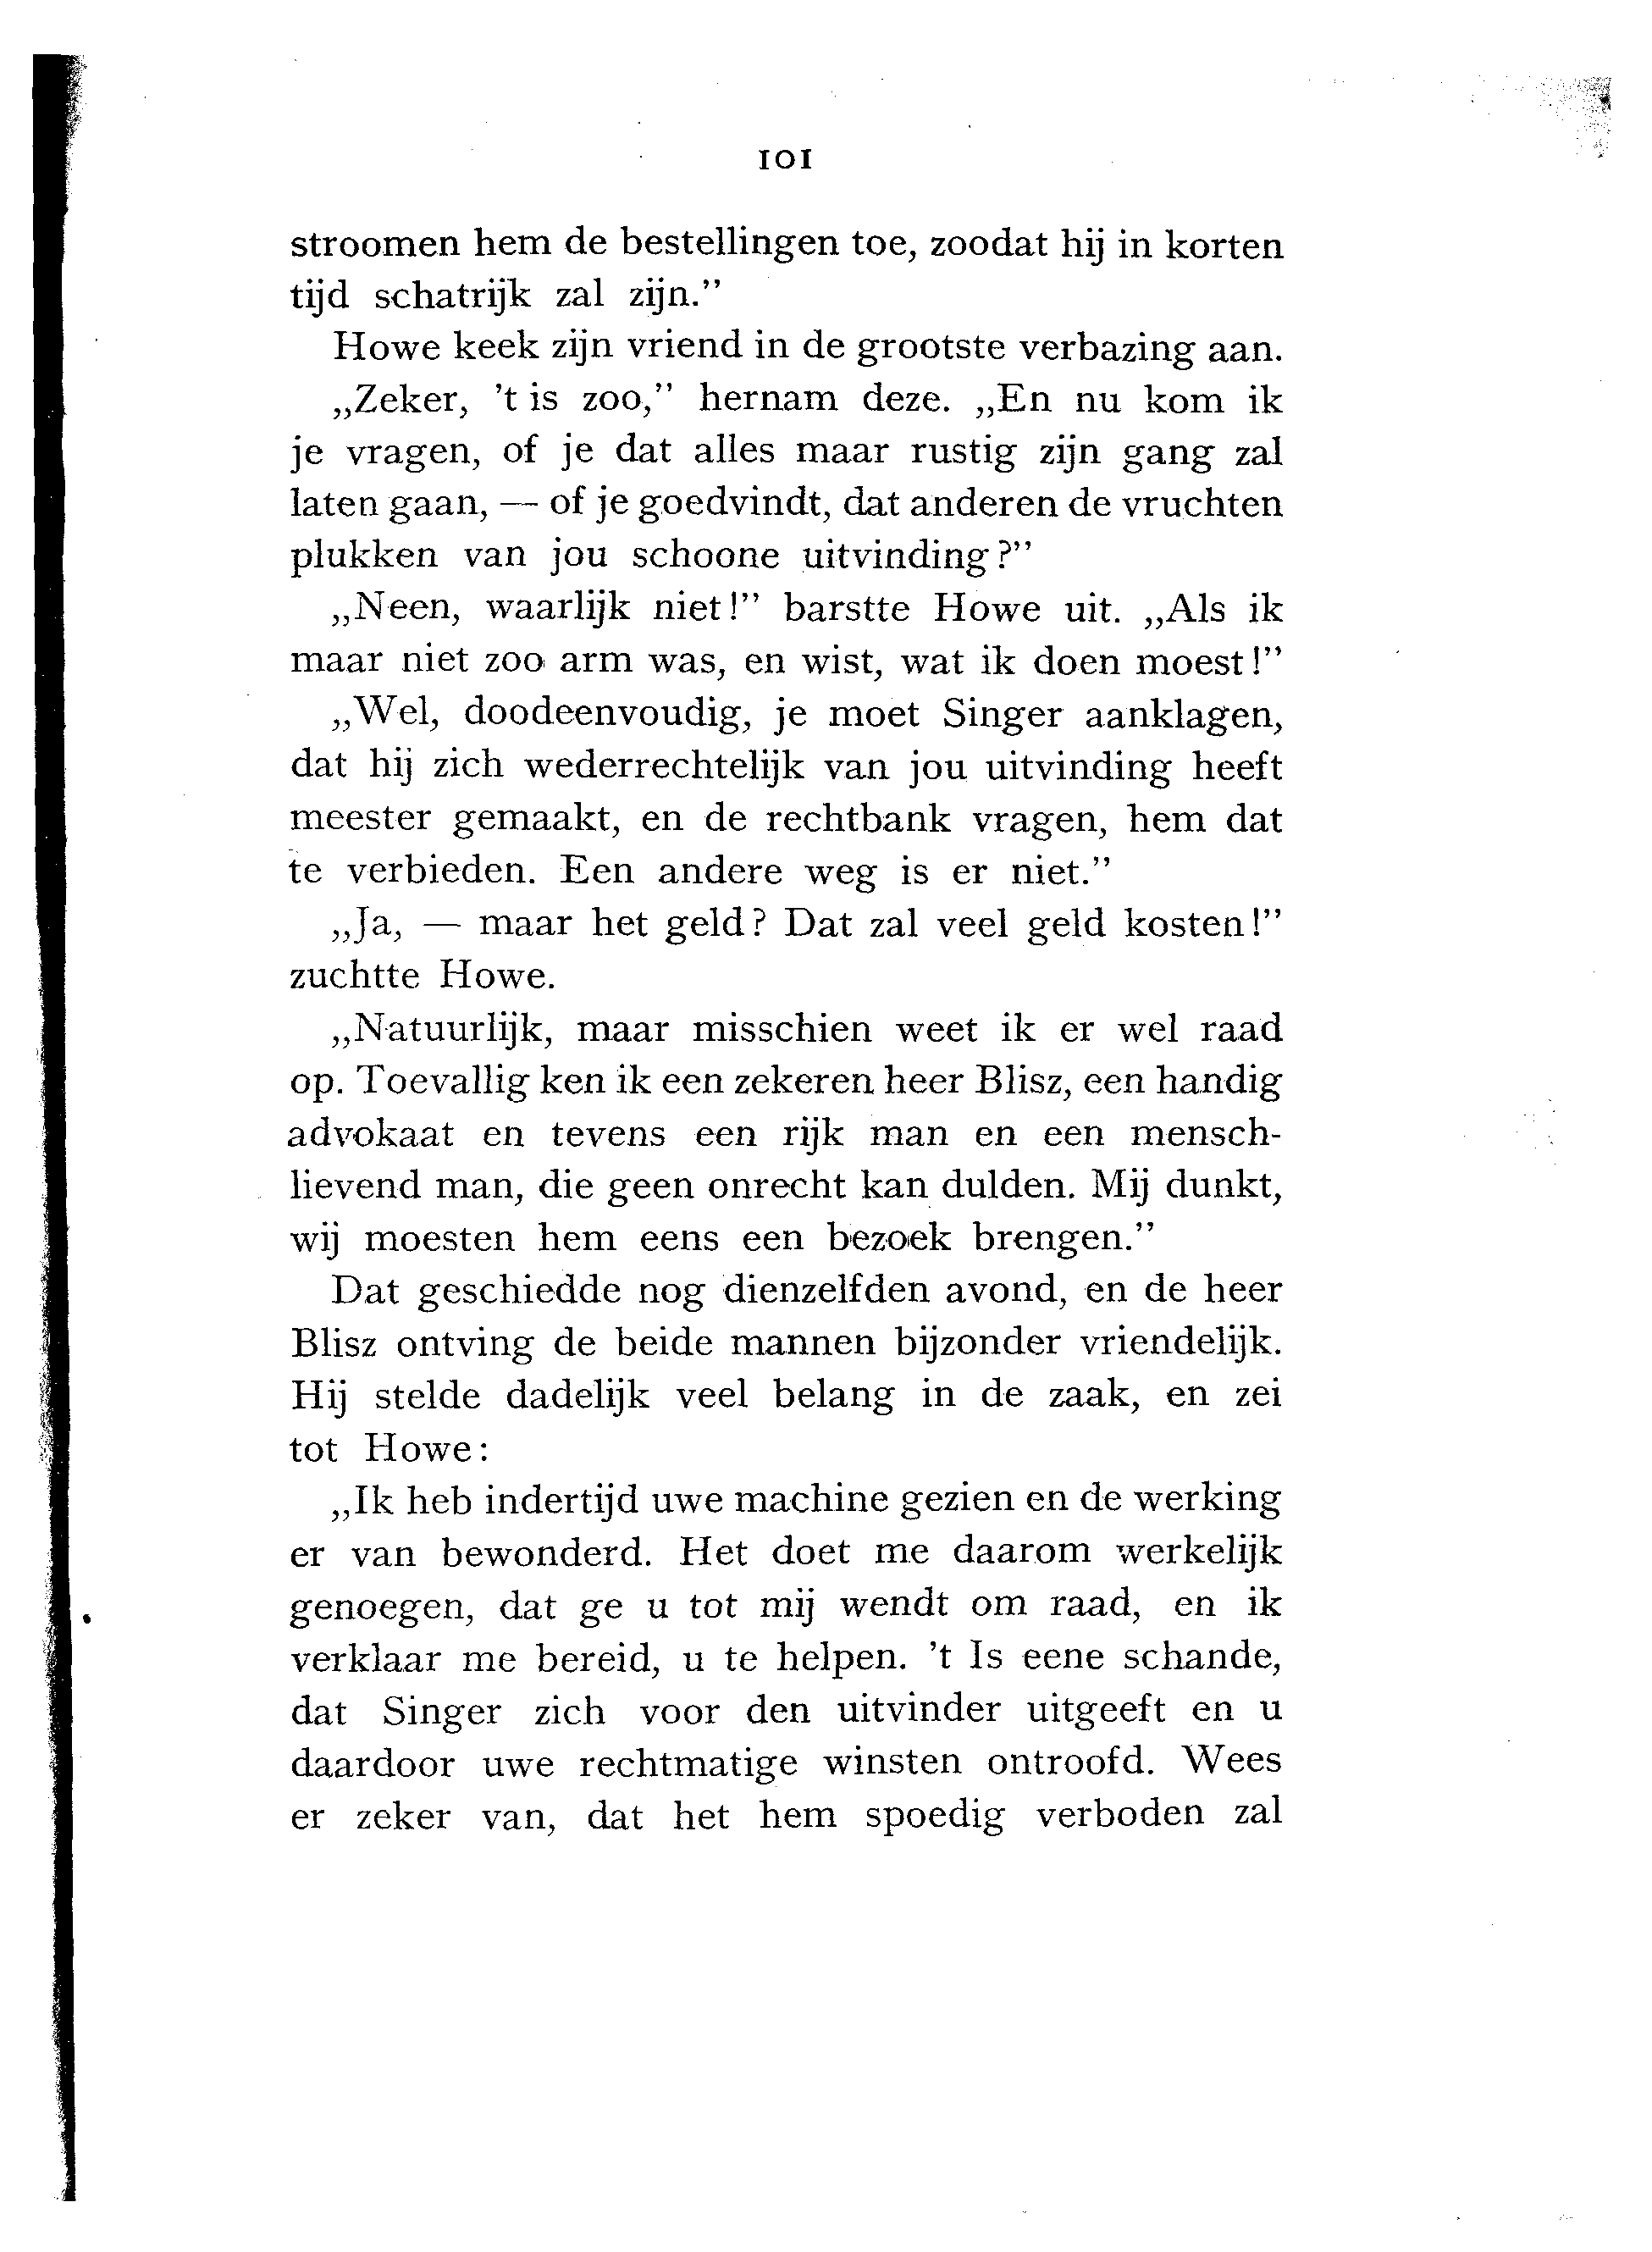 101
stroomen hem de bestellingen toe, zoodat hij in korten
tijd schatrijk zal zijn.”
Howe keek zijn vriend in de grootste verbazing aan.
„Zeker, ’t is zoo,” hernam deze. „En nu kom ik
je vragen, of je dat alles maar rustig zijn gang zal
laten gaan, — of je goedvindt, dat anderen de vruchten
plukken van jou schoone uitvinding?”
„Neen, waarlijk niet!” barstte Howe uit. „Als ik
maar niet zoo arm was, en wist, wat ik doen moest!”
„Wel, doodeenvoudig, je moet Singer aanklagen,
dat hij zich wederrechtelijk van jou uitvinding heeft
meester gemaakt, en de rechtbank vragen, hem dat
te verbieden. Een andere weg is er niet.”
„Ja, — maar het geld? Dat zal veel geld kosten!”
zuchtte Howe.
„Natuurlijk, maar misschien weet ik er wel raad
op. Toevallig ken ik een zekeren heer Blisz, een handig
advokaat en tevens een rijk man en een mensch-
lievend man, die geen onrecht kan dulden. Mij dunkt,
wij moesten hem eens een bezoek brengen.”
Dat geschiedde nog dienzelfden avond, en de heer
Blisz ontving de beide mannen bijzonder vriendelijk.
Hij stelde dadelijk veel belang in de zaak, en zei
tot Howe:
„Ik heb indertijd uwe machine gezien en de werking
er van bewonderd. Het doet me daarom werkelijk
genoegen, dat ge u tot mij wendt om raad, en ik
verklaar me bereid, u te helpen. ’t Is eene schande,
dat Singer zich voor den uitvinder uitgeeft en u
daardoor uwe rechtmatige winsten ontroofd. Wees
er zeker van, dat het hem spoedig verboden zal